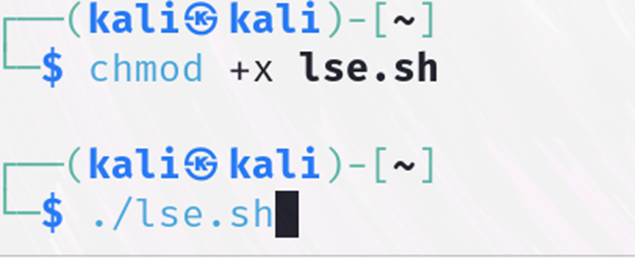 ┌──(kali㉿kali)-[~]
└─$ chmod +x lse.sh
┌──(kali㉿kali)-[~]
└─$ ./lse.sh